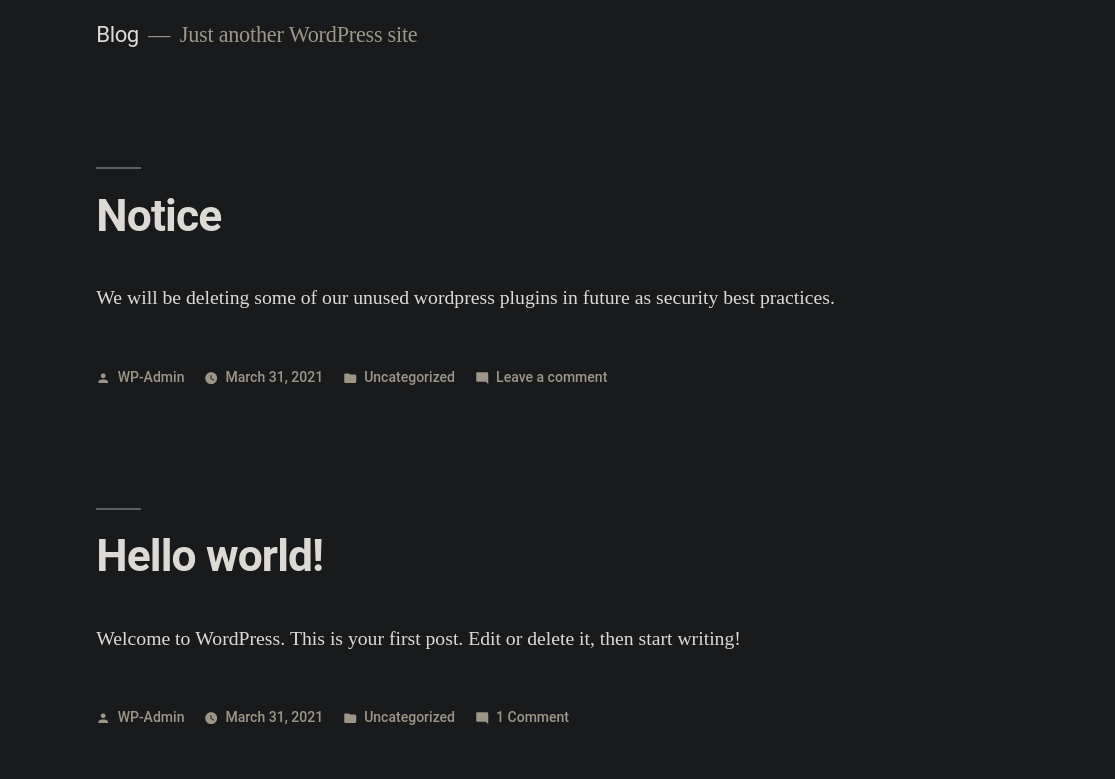 Blog — Just another WordPress site
Notice
We will be deleting some of our unused wordpress plugins in future as security best practices.
WP-Admin March 31, 2021 Uncategorized Leave a comment
Hello world!
Welcome to WordPress. This is your first post. Edit or delete it, then start writing!
WP-Admin March 31, 2021 Uncategorized 1 Comment